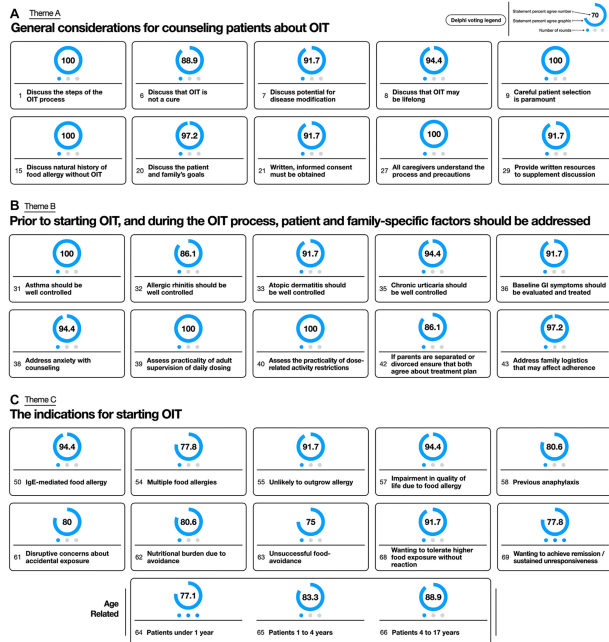 A Theme A
General considerations for counseling patients about OIT
Delphi voting legend
Statement percent agree number
Statement percent agree graphic
Number of rounds
70
100
1 Discuss the steps of the
OIT process
88.9
6 Discuss that OIT is
not a cure
91.7
7 Discuss potential for
disease modification
94.4
8 Discuss that OIT may
be lifelong
100
9 Careful patient selection
is paramount
100
15 Discuss natural history of
food allergy without OIT
97.2
20 Discuss the patient
and family's goals
91.7
21 Written, informed consent
must be obtained
100
27 All caregivers understand the
process and precautions
91.7
29 Provide written resources
to supplement discussion
B Theme B
Prior to starting OIT, and during the OIT process, patient and family-specific factors should be addressed
100
31 Asthma should be
well controlled
86.1
32 Allergic rhinitis should be
well controlled
91.7
33 Atopic dermatitis should
be well controlled
94.4
35 Chronic urticaria should
be well controlled
91.7
36 Baseline GI symptoms should
be evaluated and treated
94.4
38 Address anxiety with
counseling
100
39 Assess practicality of adult
supervision of daily dosing
100
40 Assess the practicality of dose-
related activity restrictions
86.1
42 If parents are separated or
divorced ensure that both
agree about treatment plan
97.2
43 Address family logistics
that may affect adherence
C Theme C
The indications for starting OIT
94.4
50 IgE-mediated food allergy
77.8
54 Multiple food allergies
91.7
55 Unlikely to outgrow allergy
94.4
57 Impairment in quality of
life due to food allergy
80.6
58 Previous anaphylaxis
80
61 Disruptive concerns about
accidental exposure
80.6
62 Nutritional burden due to
avoidance
75
63 Unsuccessful food-
avoidance
91.7
68 Wanting to tolerate higher
food exposure without
reaction
77.8
69 Wanting to achieve remission /
sustained unresponsiveness
Age
Related
77.1
64 Patients under 1 year
83.3
65 Patients 1 to 4 years
88.9
66 Patients 4 to 17 years